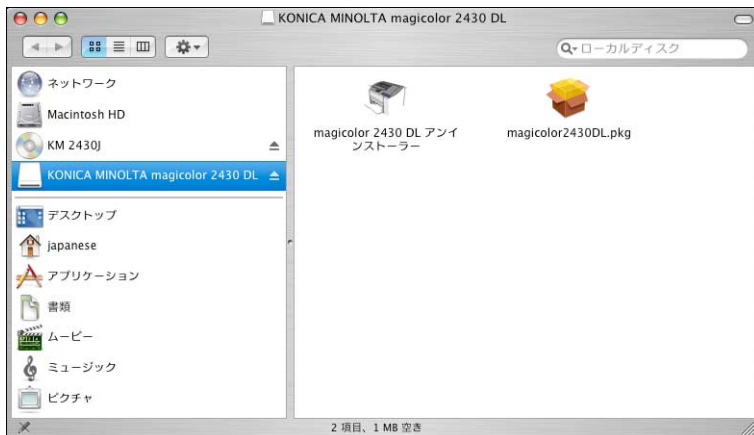 KONICA MINOLTA magicolor 2430 DL
ローカルディスク
ネットワーク
Macintosh HD
KM 2430J
KONICA MINOLTA magicolor 2430 DL
デスクトップ
japanese
アプリケーション
書類
ムービー
ミュージック
ピクチャ
magicolor 2430 DL アンイ
ンストーラー
magicolor2430DL.pkg
2 項目、1 MB 空き